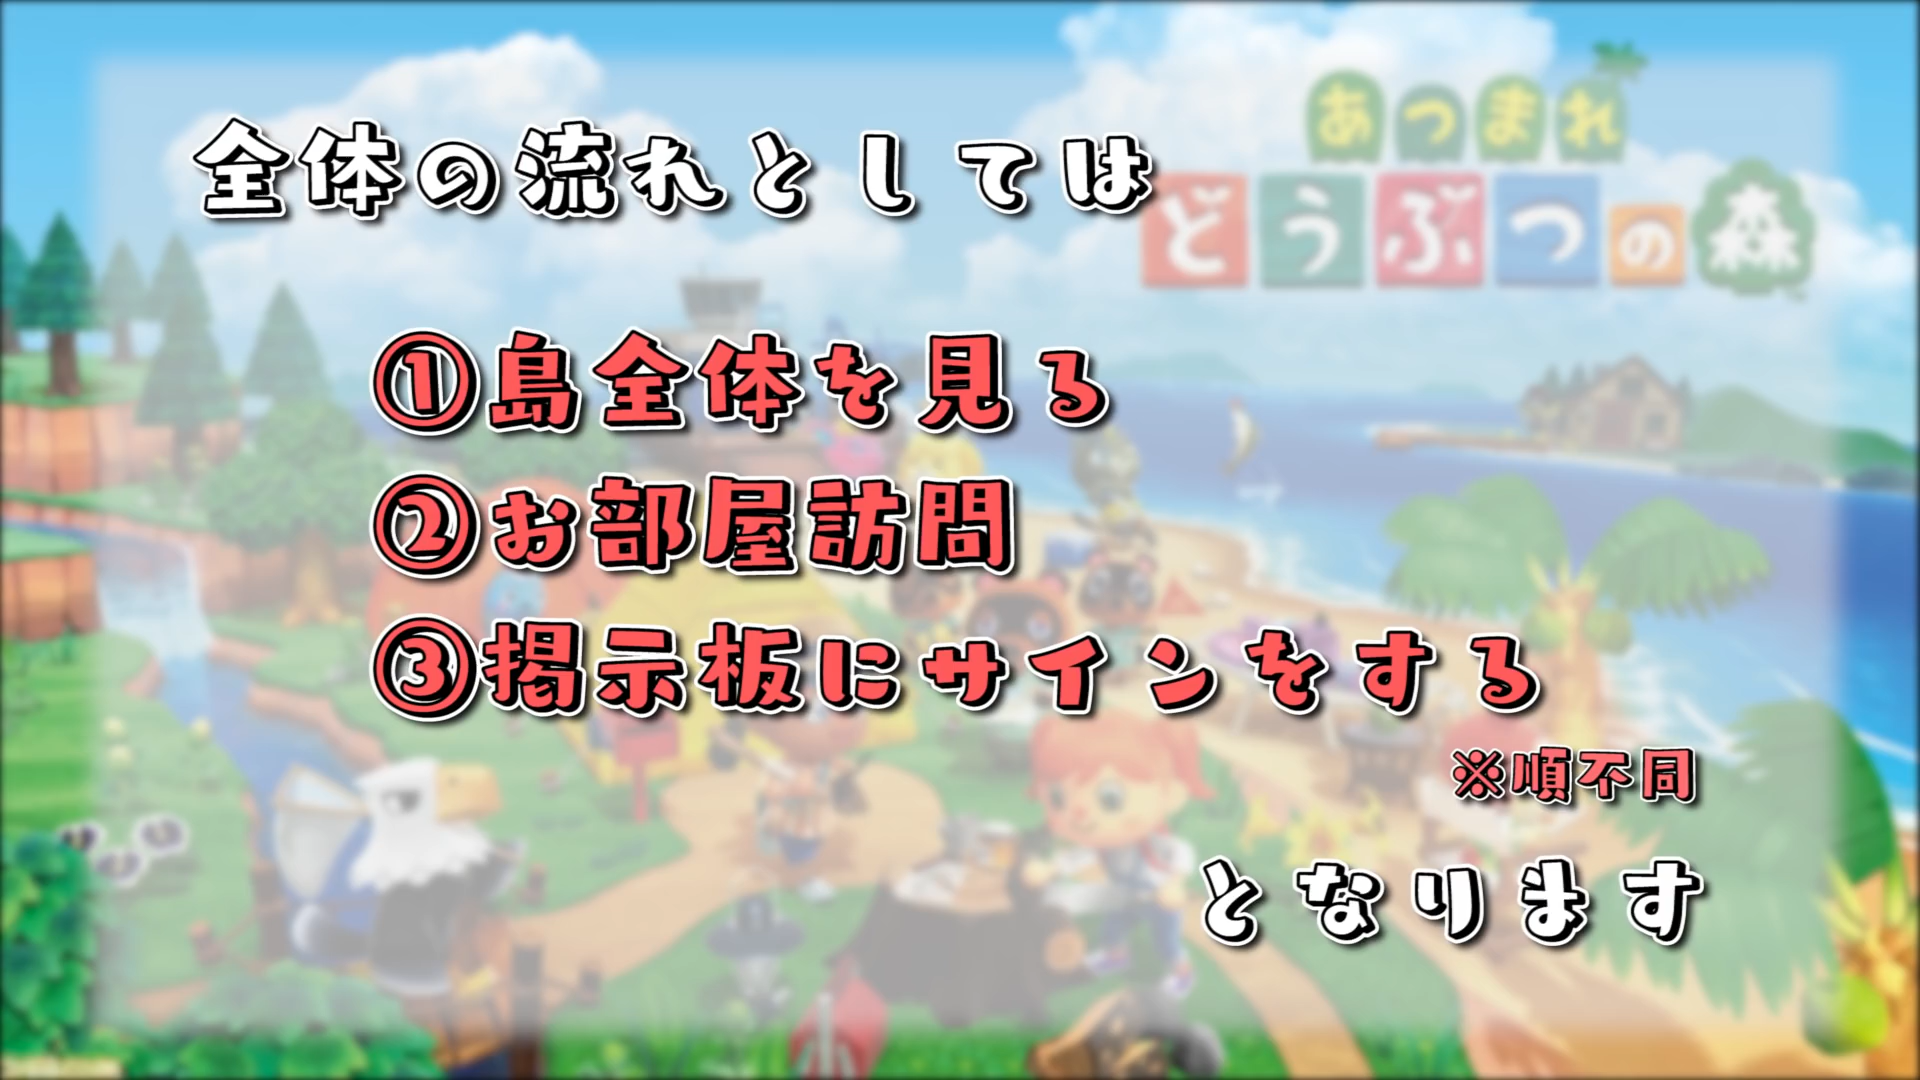 全体の流れとしては
あつまれ
どうぶつの森
①島全体を見る
②お部屋訪問
③掲示板にサインをする
※順不同
となります